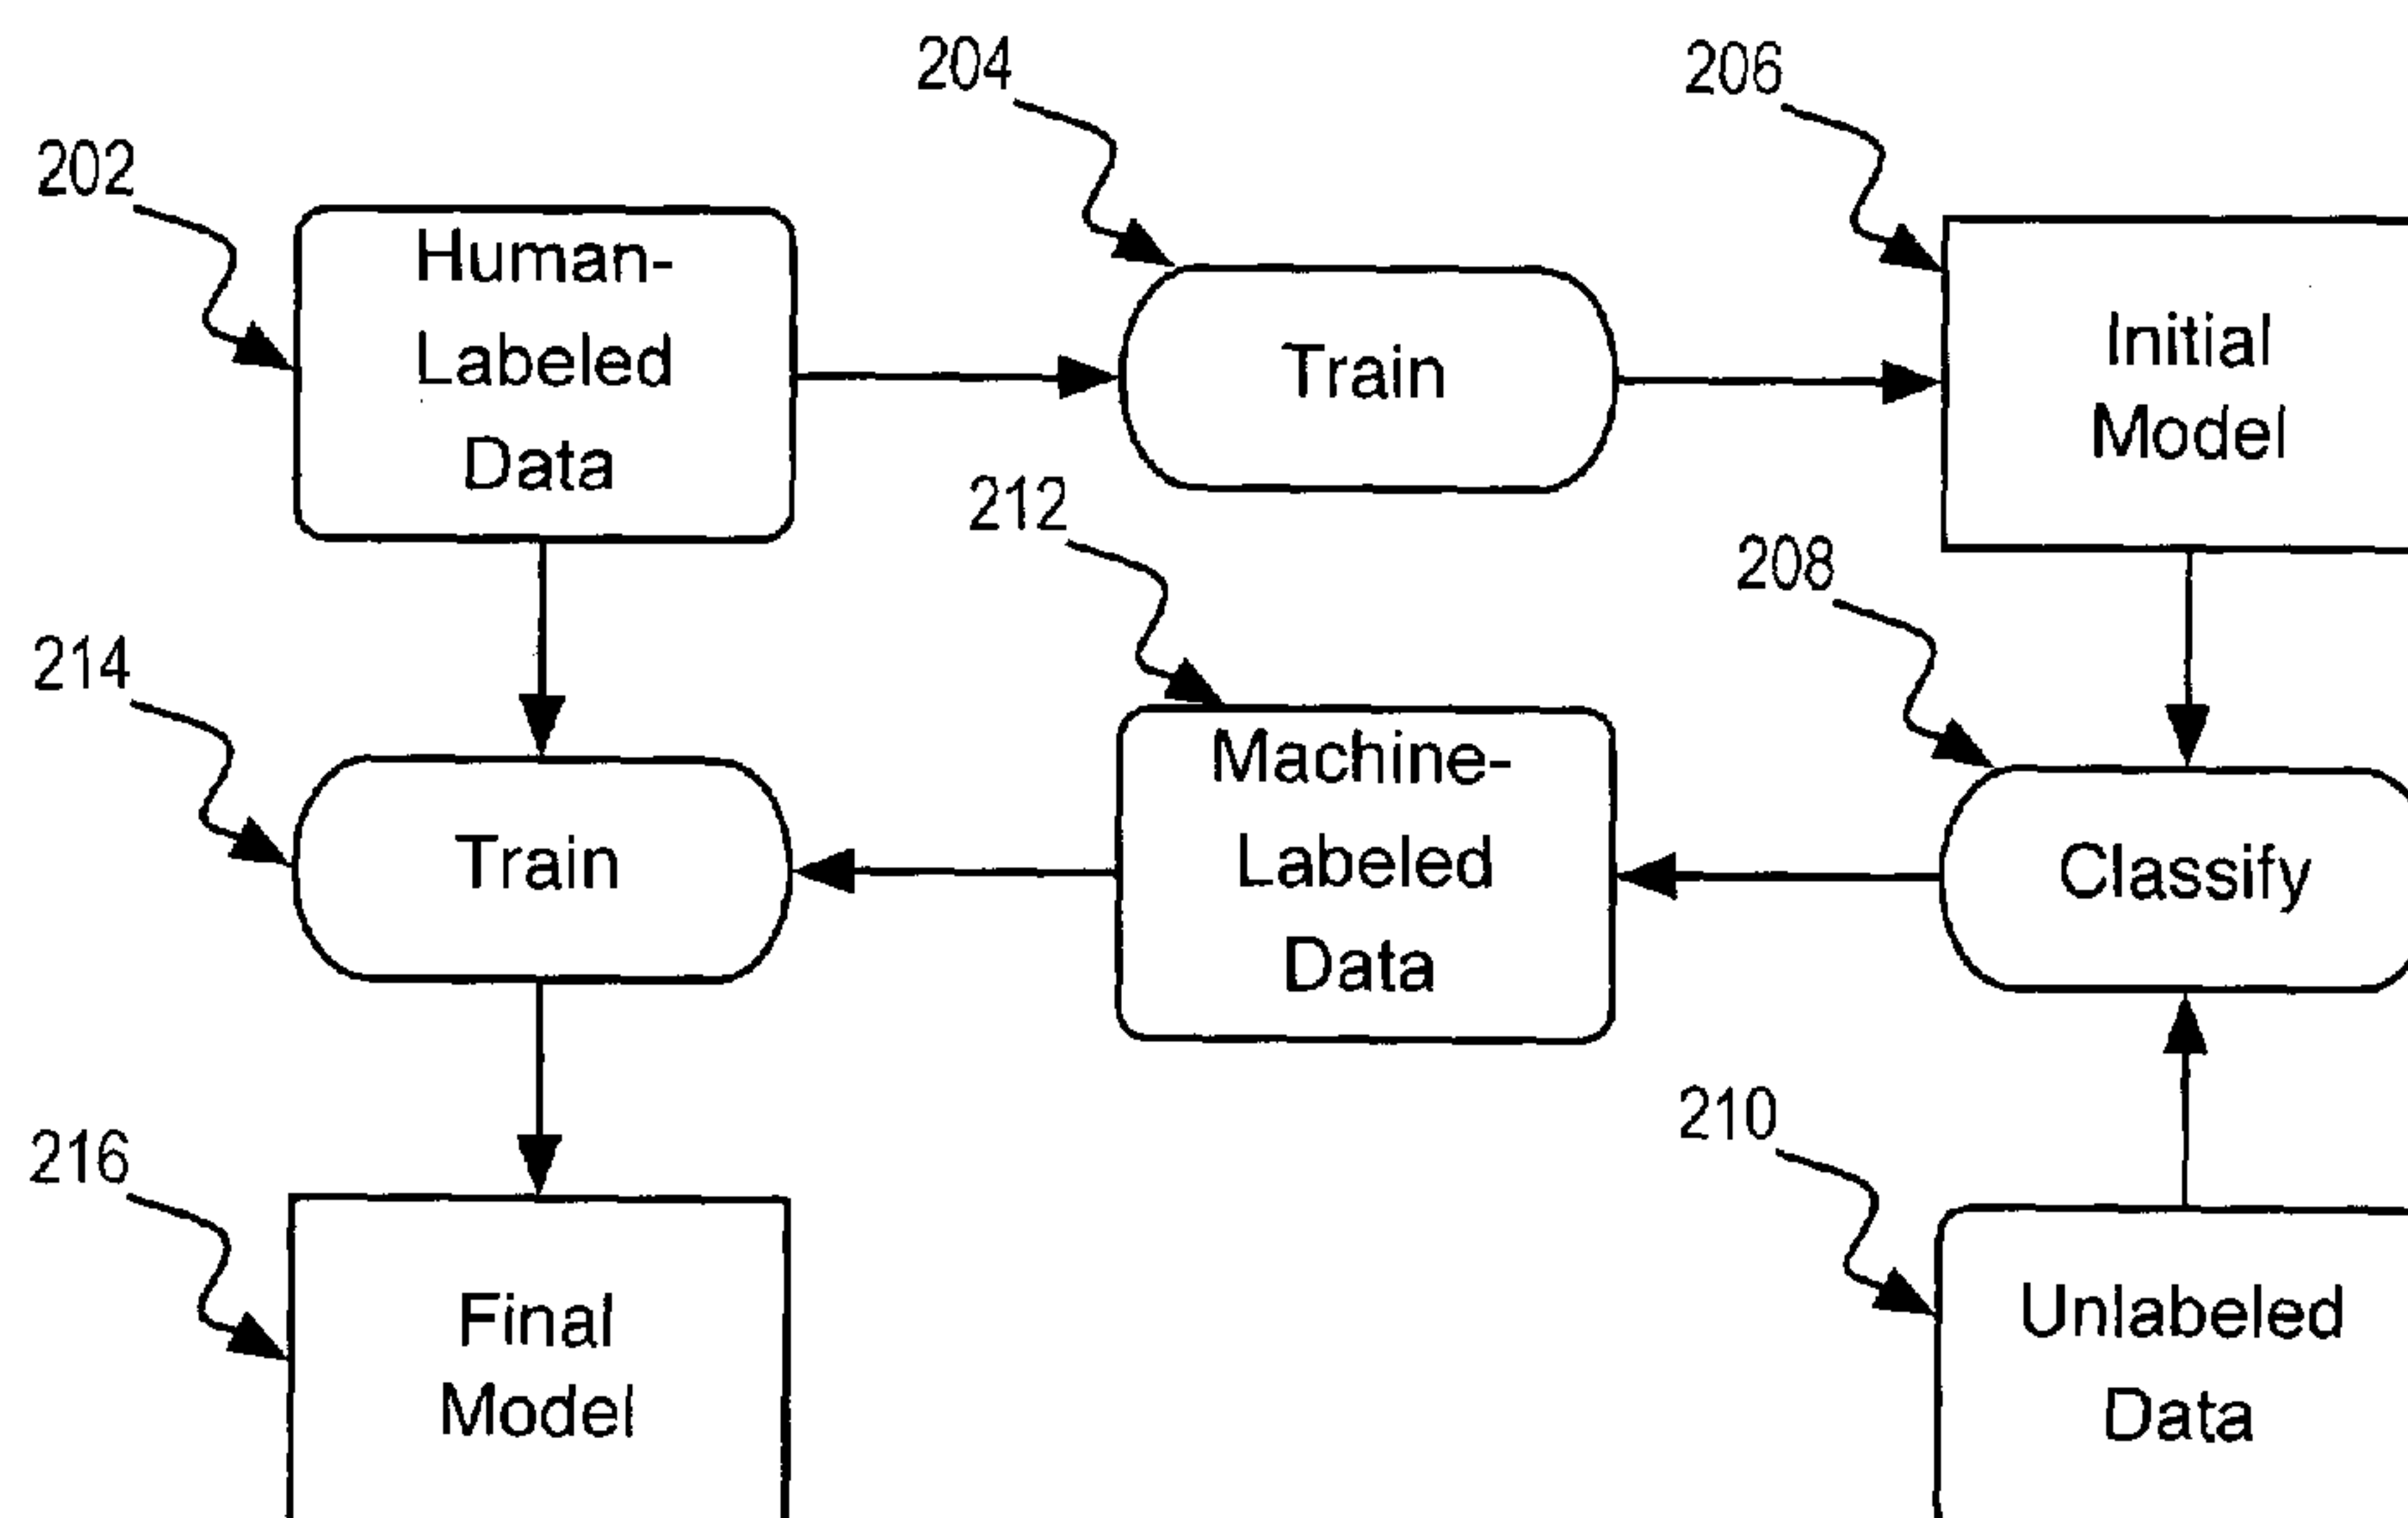 204
206
202
Human-
Labeled
Data
Train
Initial
Model
212
208
214
Machine-
Labeled
Data
Train
Classify
210
216
Final
Model
Unlabeled
Data